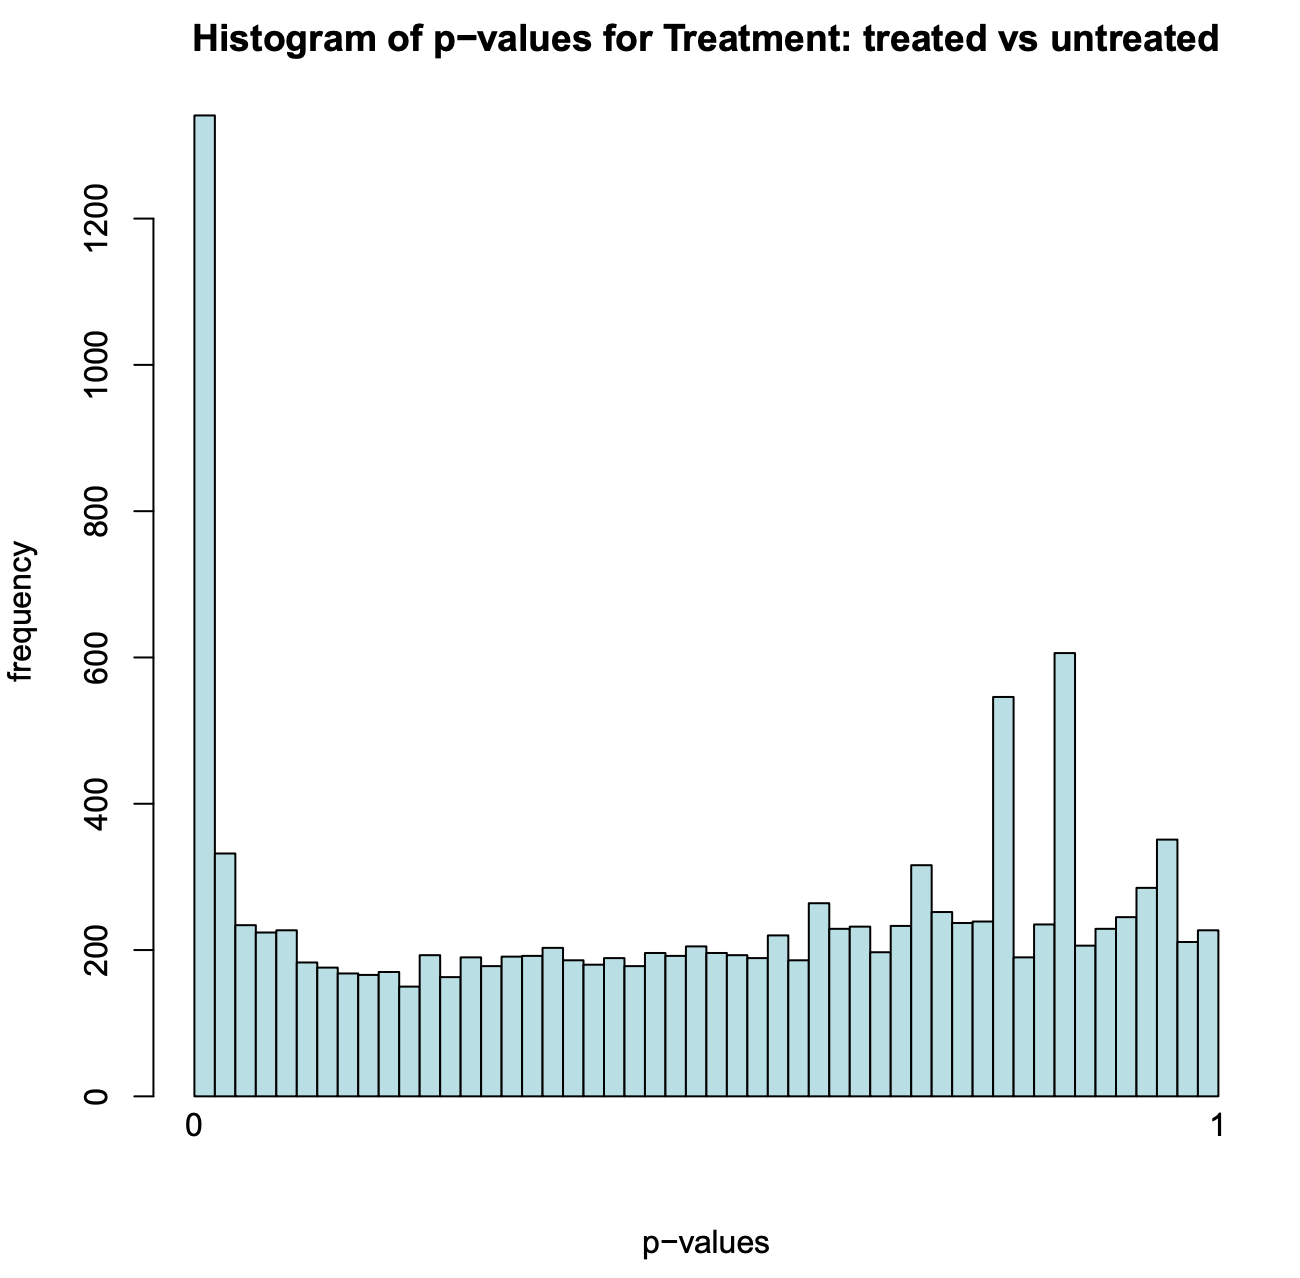 Histogram of p−values for Treatment: treated vs untreated
1200
1000
800
600
400
200
0
frequency
0 1
p−values